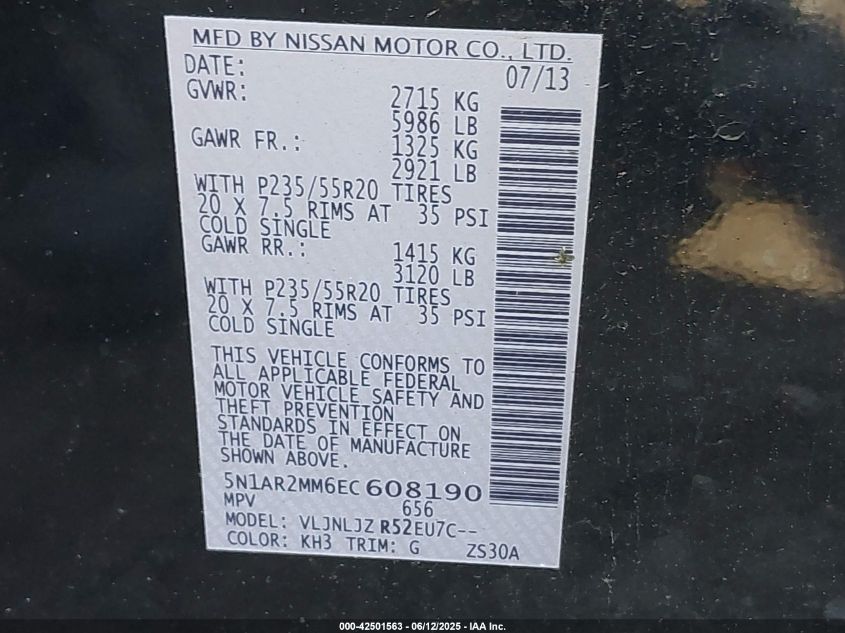 MFD BY NISSAN MOTOR CO., LTD.
DATE: 07/13
GVWR: 2715 KG
5986 LB
GAWR FR.: 1325 KG
2921 LB
WITH P235/55R20 TIRES
20 X 7.5 RIMS AT 35 PSI
COLD SINGLE
GAWR RR.: 1415 KG
3120 LB
WITH P235/55R20 TIRES
20 X 7.5 RIMS AT 35 PSI
COLD SINGLE
THIS VEHICLE CONFORMS TO
ALL APPLICABLE FEDERAL
MOTOR VEHICLE SAFETY AND
THEFT PREVENTION
STANDARDS IN EFFECT ON
THE DATE OF MANUFACTURE
SHOWN ABOVE.
5N1AR2MM6EC608190
MPV 656
MODEL: VLJNLJZ R52EU7C--
COLOR: KH3 TRIM: G ZS30A
000-42501563 - 06/12/2025 - IAA Inc.